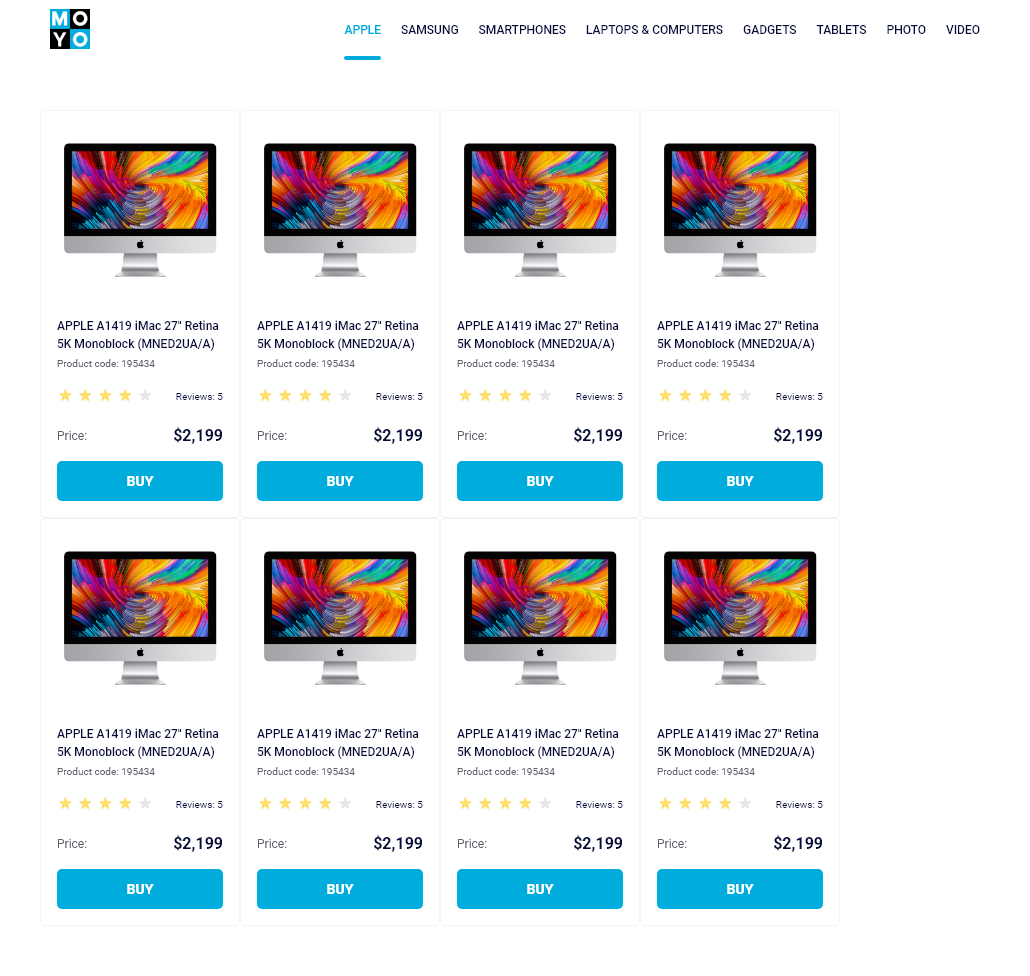 MO
YO
APPLE SAMSUNG SMARTPHONES LAPTOPS & COMPUTERS GADGETS TABLETS PHOTO VIDEO
APPLE A1419 iMac 27" Retina
5K Monoblock (MNED2UA/A)
Product code: 195434
Reviews: 5
Price: $2,199
BUY
APPLE A1419 iMac 27" Retina
5K Monoblock (MNED2UA/A)
Product code: 195434
Reviews: 5
Price: $2,199
BUY
APPLE A1419 iMac 27" Retina
5K Monoblock (MNED2UA/A)
Product code: 195434
Reviews: 5
Price: $2,199
BUY
APPLE A1419 iMac 27" Retina
5K Monoblock (MNED2UA/A)
Product code: 195434
Reviews: 5
Price: $2,199
BUY
APPLE A1419 iMac 27" Retina
5K Monoblock (MNED2UA/A)
Product code: 195434
Reviews: 5
Price: $2,199
BUY
APPLE A1419 iMac 27" Retina
5K Monoblock (MNED2UA/A)
Product code: 195434
Reviews: 5
Price: $2,199
BUY
APPLE A1419 iMac 27" Retina
5K Monoblock (MNED2UA/A)
Product code: 195434
Reviews: 5
Price: $2,199
BUY
APPLE A1419 iMac 27" Retina
5K Monoblock (MNED2UA/A)
Product code: 195434
Reviews: 5
Price: $2,199
BUY